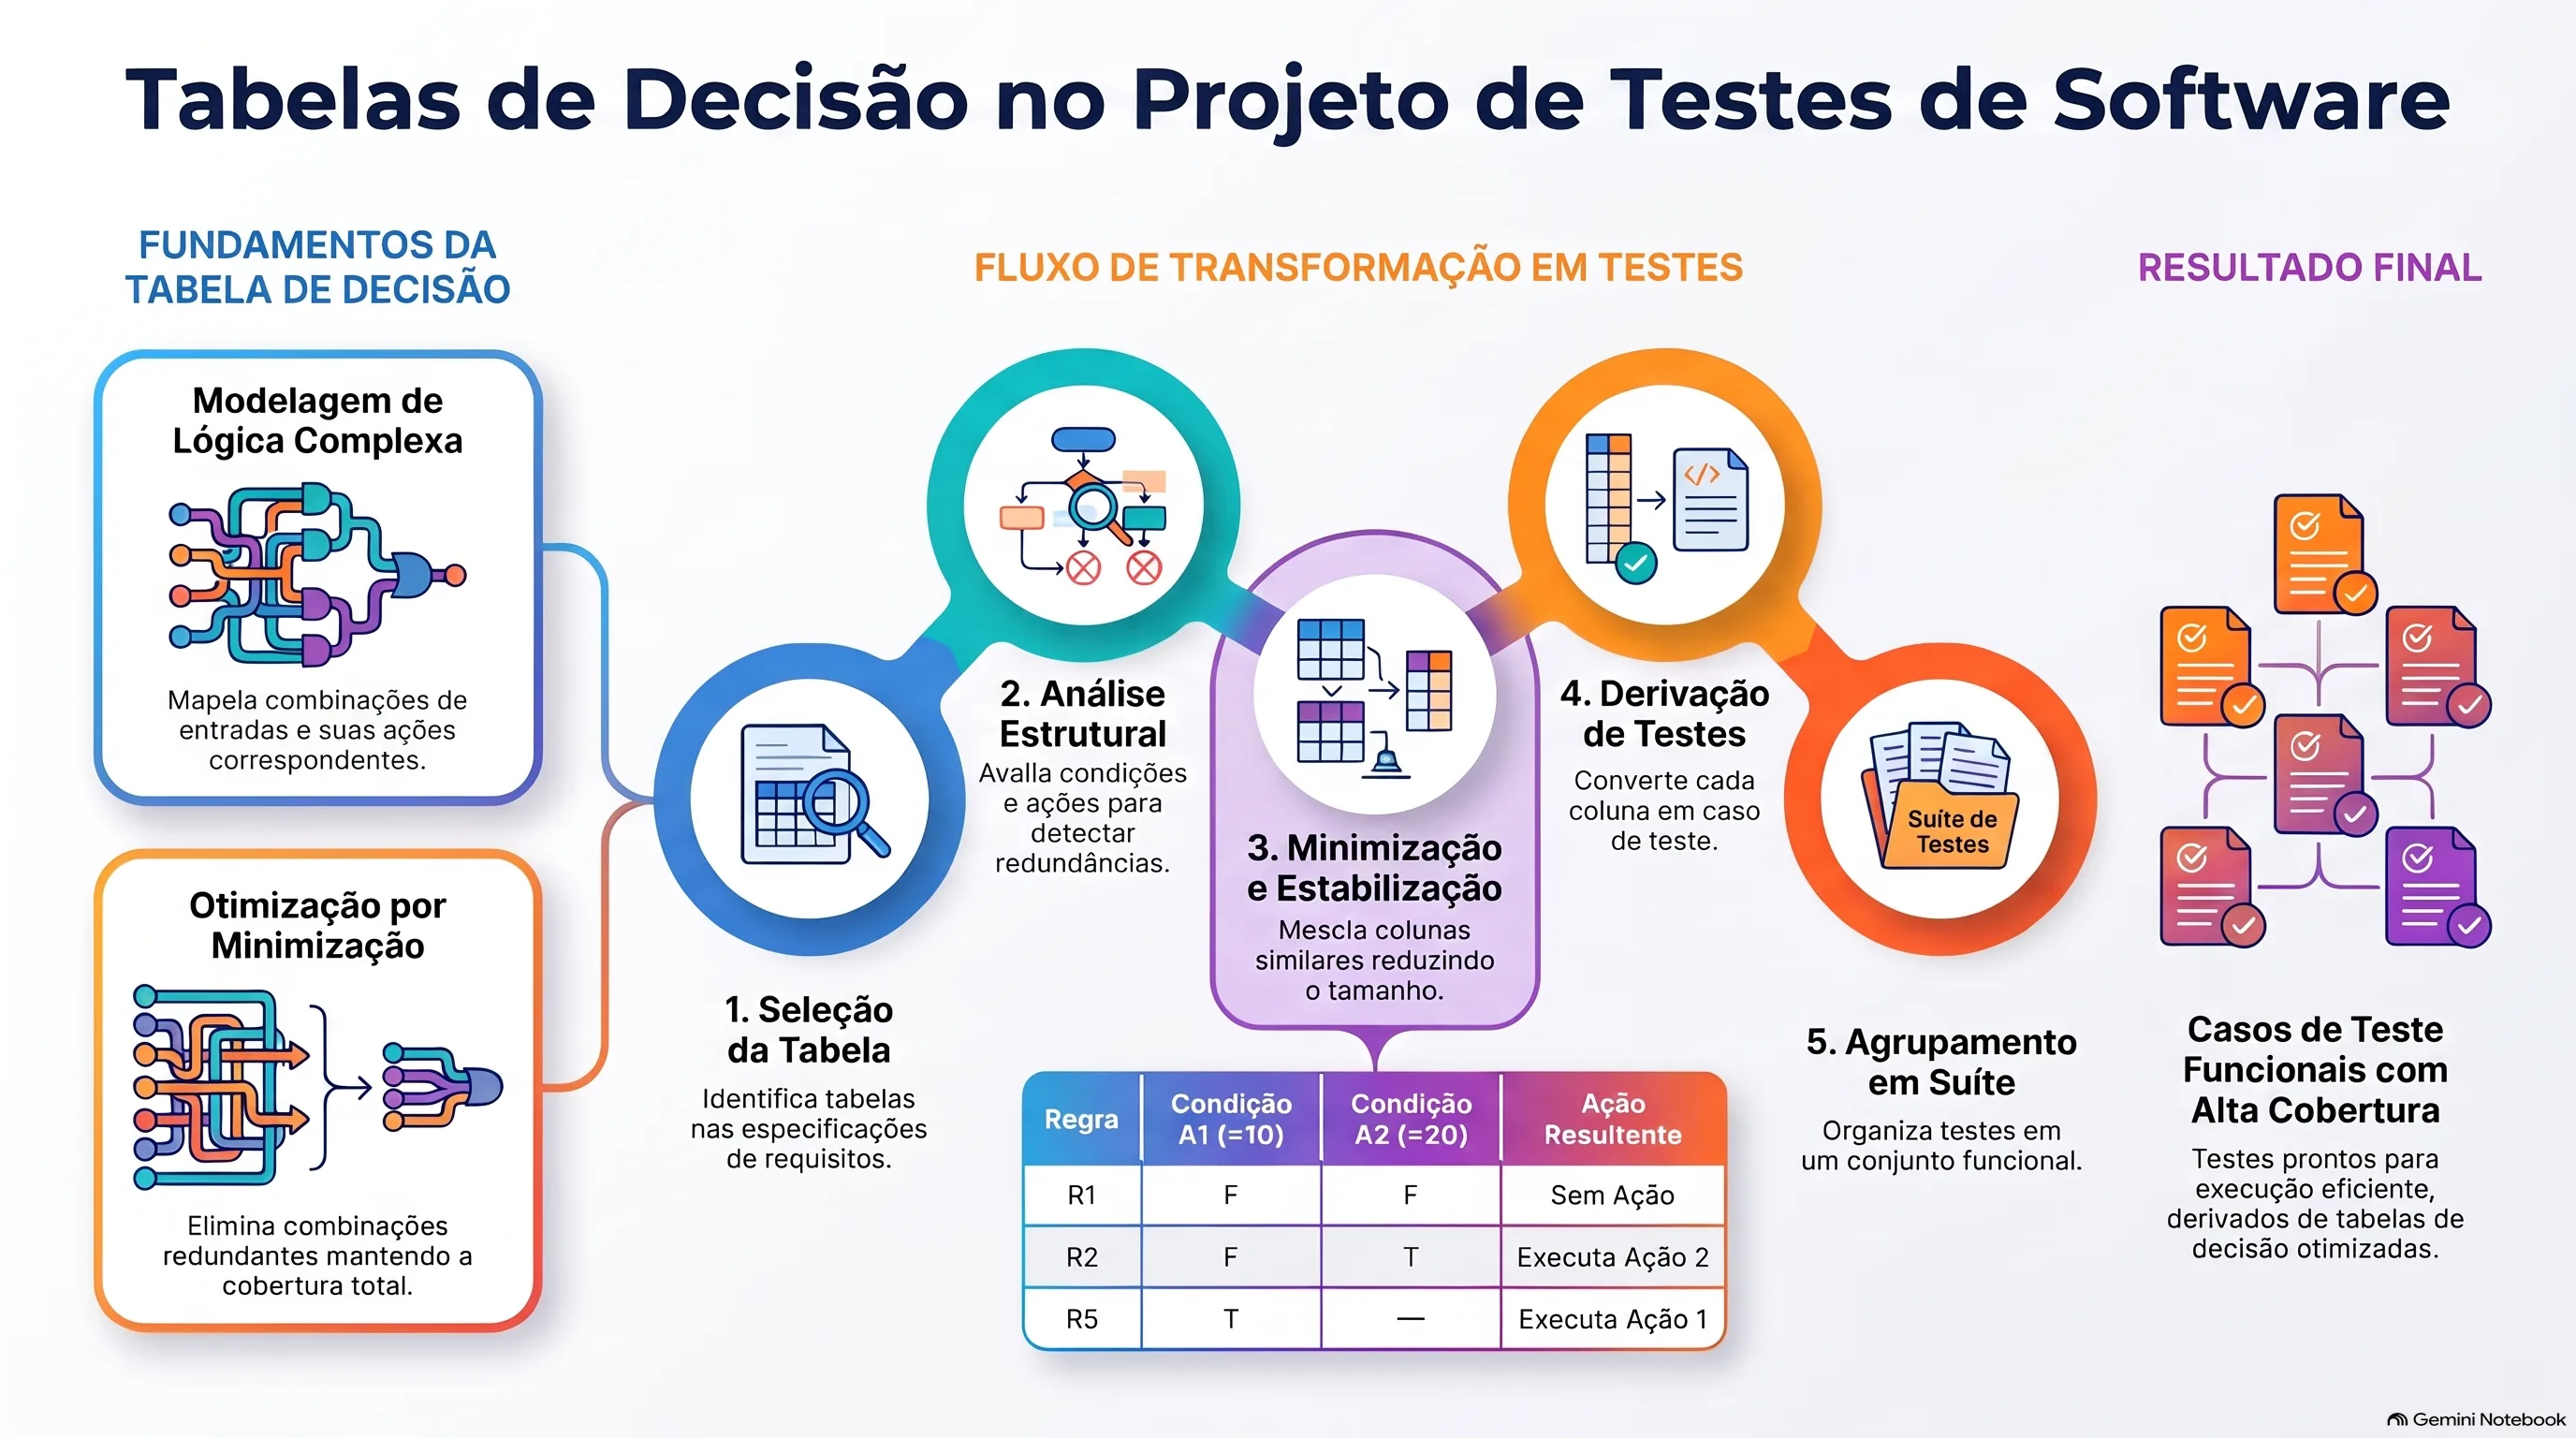 Tabelas de Decisão no Projeto de Testes de Software
FUNDAMENTOS DA
TABELA DE DECISÃO
Modelagem de
Lógica Complexa
Mapela combinações de
entradas e suas ações
correspondentes.
Otimização por
Minimização
Elimina combinações
redundantes mantendo a
cobertura total.
FLUXO DE TRANSFORMAÇÃO EM TESTES
1. Seleção
da Tabela
Identifica tabelas
nas especificações
de requisitos.
2. Análise
Estrutural
Avalla condições
e ações para
detectar
redundâncias.
3. Minimização
e Estabilização
Mescla colunas
similares reduzindo
o tamanho.
Regra
Condição
A1 (=10)
Condição
A2 (=20)
Ação
Resultente
R1 F F Sem Ação
R2 F T Executa Ação 2
R5 T — Executa Ação 1
4. Derivação
de Testes
Converte cada
coluna em caso
de teste.
Suíte de
Testes
5. Agrupamento
em Suíte
Organiza testes em
um conjunto funcional.
RESULTADO FINAL
Casos de Teste
Funcionais com
Alta Cobertura
Testes prontos para
execução eficiente,
derivados de tabelas de
decisão otimizadas.
Gemini Notebook